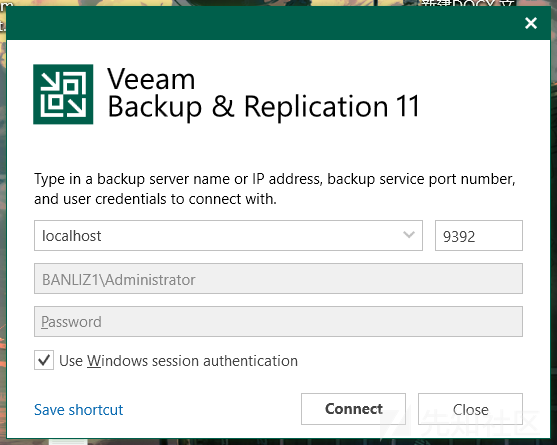 新建DOCX 文
Veeam
Backup & Replication 11
Type in a backup server name or IP address, backup service port number,
and user credentials to connect with.
localhost
9392
BANLIZ1\Administrator
Password
Use Windows session authentication
Save shortcut
Connect
Close
先知社区